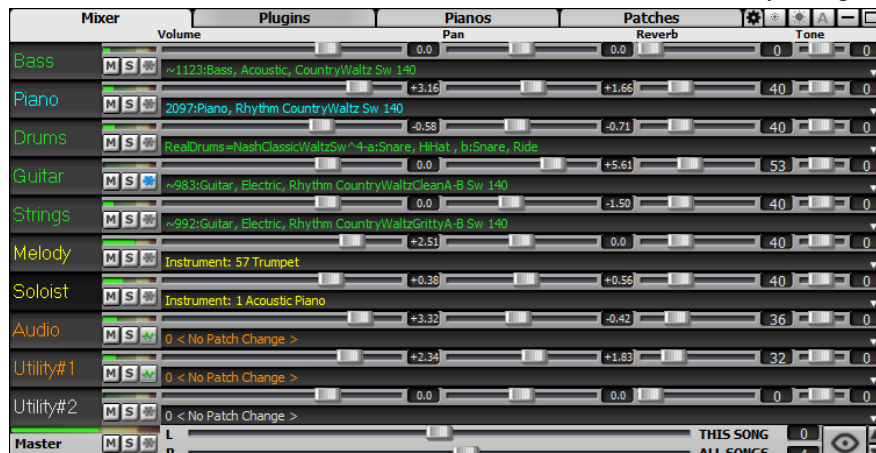 Mixer Plugins Pianos Patches A
Volume Pan Reverb Tone
Bass 0.0 0.0 0 0
M S ~1123:Bass, Acoustic, CountryWaltz Sw 140
Piano +3.16 +1.66 40 0
M S 2097:Piano, Rhythm CountryWaltz Sw 140
Drums -0.58 -0.71 40 0
M S RealDrums=NashClassicWaltzSw^4-a:Snare, HiHat , b:Snare, Ride
Guitar 0.0 +5.61 53 0
M S ~983:Guitar, Electric, Rhythm CountryWaltzCleanA-B Sw 140
Strings 0.0 -1.50 40 0
M S ~992:Guitar, Electric, Rhythm CountryWaltzGrittyA-B Sw 140
Melody +2.51 0.0 40 0
M S Instrument: 57 Trumpet
Soloist +0.38 +0.56 40 0
M S Instrument: 1 Acoustic Piano
Audio +3.32 -0.42 36 0
M S 0 < No Patch Change >
Utility#1 +2.34 +1.83 32 0
M S 0 < No Patch Change >
Utility#2 0.0 0.0 0 0
M S 0 < No Patch Change >
Master M S L THIS SONG 0
R ALL SONGS